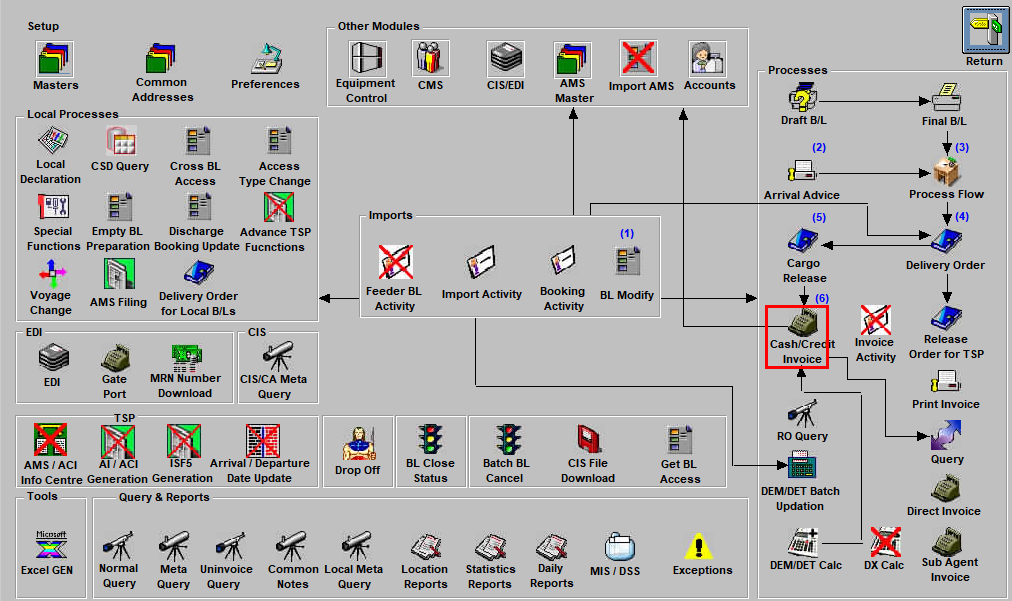 Setup
Masters
Common
Addresses
Preferences
Other Modules
Equipment
Control
CMS
CIS/EDI
AMS
Master
Import AMS
Accounts
Return
Local Processes
Local
Declaration
CSD Query
Cross BL
Access
Access
Type Change
Special
Functions
Empty BL
Preparation
Discharge
Booking Update
Advance TSP
Fucnctions
Voyage
Change
AMS Filing
Delivery Order
for Local B/Ls
Imports
Feeder BL
Activity
Import Activity
Booking
Activity
(1)
BL Modify
Processes
Draft B/L
Final B/L
(2)
Arrival Advice
(3)
Process Flow
(5)
Cargo
Release
(4)
Delivery Order
(6)
Cash/Credit
Invoice
Invoice
Activity
Release
Order for TSP
Print Invoice
RO Query
Query
DEM/DET Batch
Updation
Direct Invoice
DEM/DET Calc
DX Calc
Sub Agent
Invoice
EDI
EDI
Gate
Port
MRN Number
Download
CIS
CIS/CA Meta
Query
TSP
AMS / ACI
Info Centre
AI / ACI
Generation
ISF5
Generation
Arrival / Departure
Date Update
Drop Off
BL Close
Status
Batch BL
Cancel
CIS File
Download
Get BL
Access
Tools
Microsoft
Excel GEN
Query & Reports
Normal
Query
Meta
Query
Uninvoice
Query
Common
Notes
Local Meta
Query
Location
Reports
Statistics
Reports
Daily
Reports
MIS / DSS
Exceptions